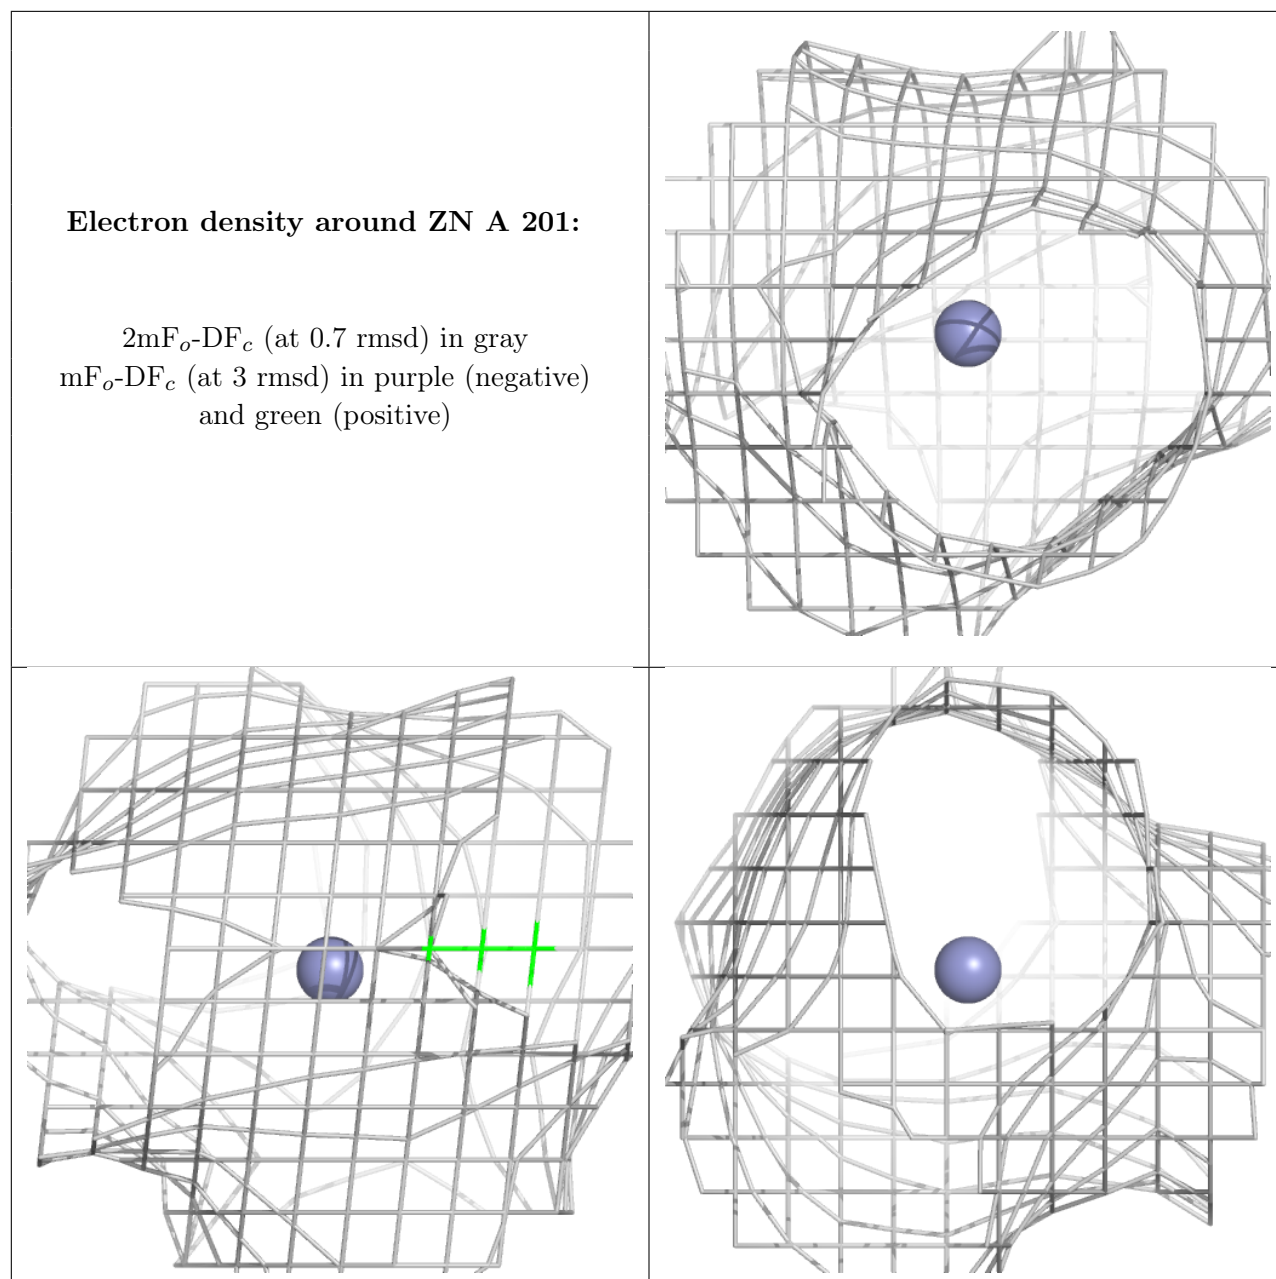 Electron density around ZN A 201:
2mFo-DFc (at 0.7 rmsd) in gray
mFo-DFc (at 3 rmsd) in purple (negative)
and green (positive)